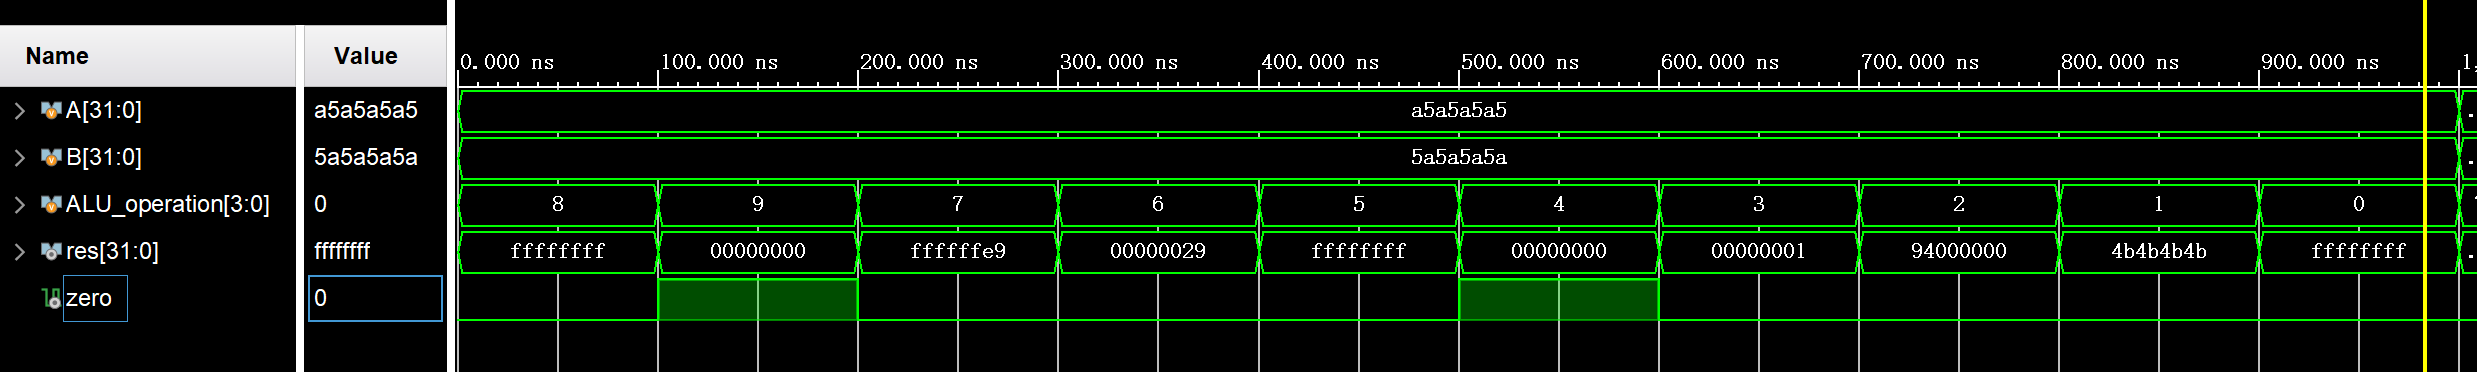 Name Value 0.000 ns 100.000 ns 200.000 ns 300.000 ns 400.000 ns 500.000 ns 600.000 ns 700.000 ns 800.000 ns 900.000 ns 1,
A[31:0] a5a5a5a5 a5a5a5a5 .
B[31:0] 5a5a5a5a 5a5a5a5a .
ALU_operation[3:0] 0 8 9 7 6 5 4 3 2 1 0
res[31:0] ffffffff ffffffff 00000000 ffffffe9 00000029 ffffffff 00000000 00000001 94000000 4b4b4b4b ffffffff .
zero 0